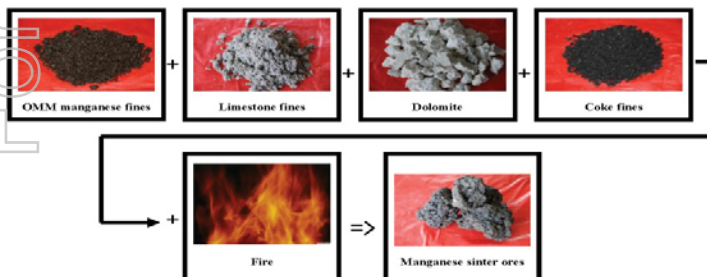 OMM manganese fines
+
Limestone fines
+
Dolomite
+
Coke fines
+
Fire
=>
Manganese sinter ores